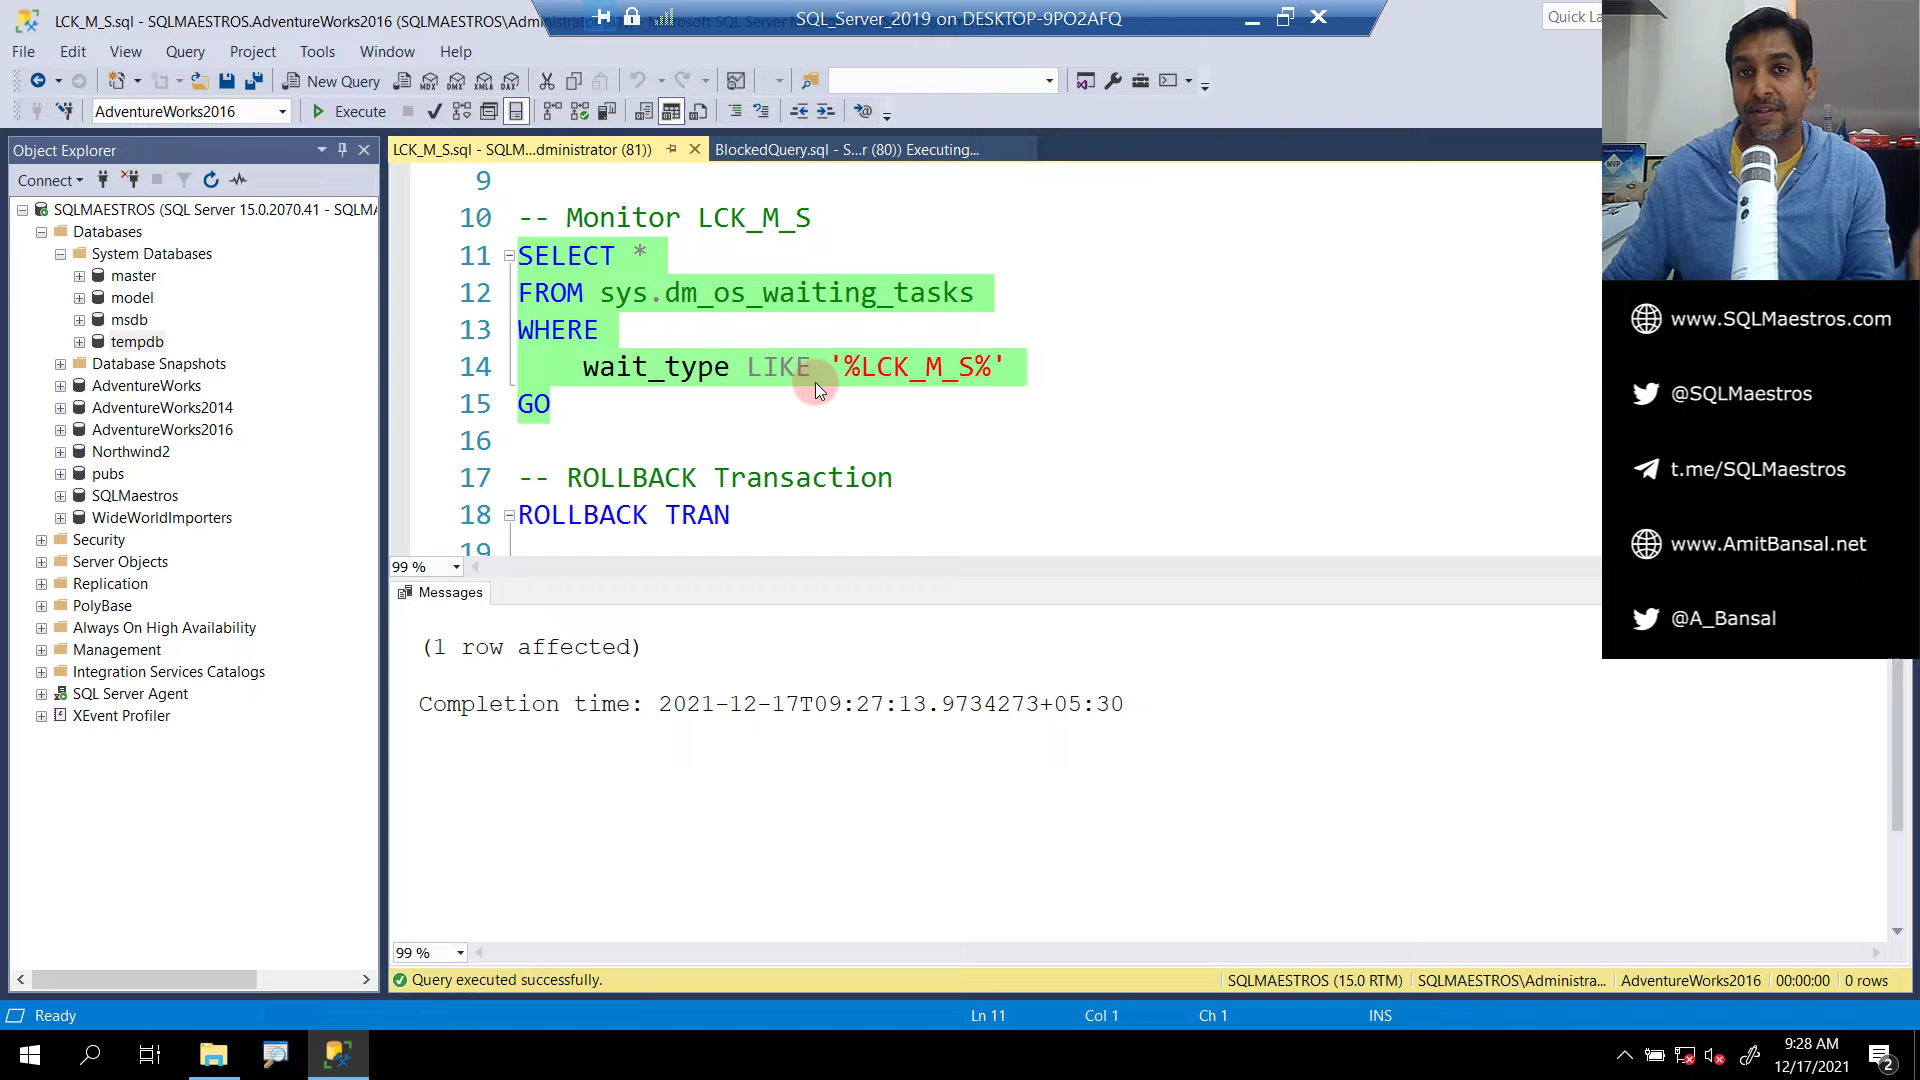 LCK_M_S.sql - SQLMAESTROS.AdventureWorks2016 (SQLMAESTROS\Admin
SQL_Server_2019 on DESKTOP-9PO2AFQ
Quick La
File Edit View Query Project Tools Window Help
New Query
AdventureWorks2016
Execute
Object Explorer
LCK_M_S.sql - SQLM...dministrator (81))
BlockedQuery.sql - S...r (80)) Executing...
Connect
SQLMAESTROS (SQL Server 15.0.2070.41 - SQLMA
Databases
System Databases
master
model
msdb
tempdb
Database Snapshots
AdventureWorks
AdventureWorks2014
AdventureWorks2016
Northwind2
pubs
SQLMaestros
WideWorldImporters
Security
Server Objects
Replication
PolyBase
Always On High Availability
Management
Integration Services Catalogs
SQL Server Agent
XEvent Profiler
9
10 -- Monitor LCK_M_S
11 SELECT *
12 FROM sys.dm_os_waiting_tasks
13 WHERE
14 wait_type LIKE '%LCK_M_S%'
15 GO
16
17 -- ROLLBACK Transaction
18 ROLLBACK TRAN
19
99 %
Messages
(1 row affected)
Completion time: 2021-12-17T09:27:13.9734273+05:30
99 %
Query executed successfully.
SQLMAESTROS (15.0 RTM) SQLMAESTROS\Administra... AdventureWorks2016 00:00:00 0 rows
Ready
Ln 11 Col 1 Ch 1 INS
www.SQLMaestros.com
@SQLMaestros
t.me/SQLMaestros
www.AmitBansal.net
@A_Bansal
9:28 AM
12/17/2021
2